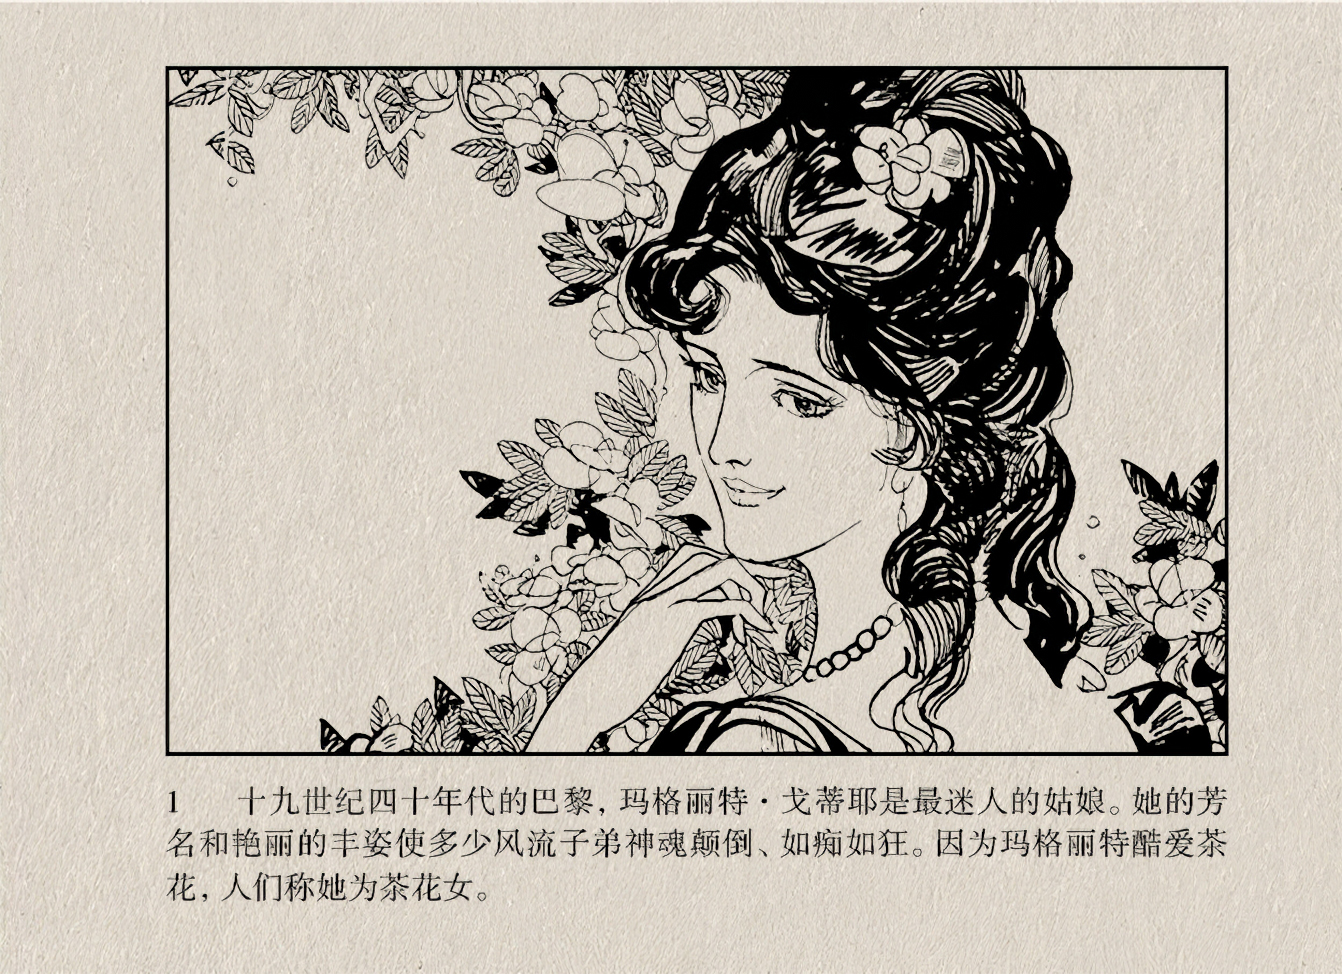 1 十九世纪四十年代的巴黎，玛格丽特·戈蒂耶是最迷人的姑娘。她的芳
名和艳丽的丰姿使多少风流子弟神魂颠倒、如痴如狂。因为玛格丽特酷爱茶
花，人们称她为茶花女。